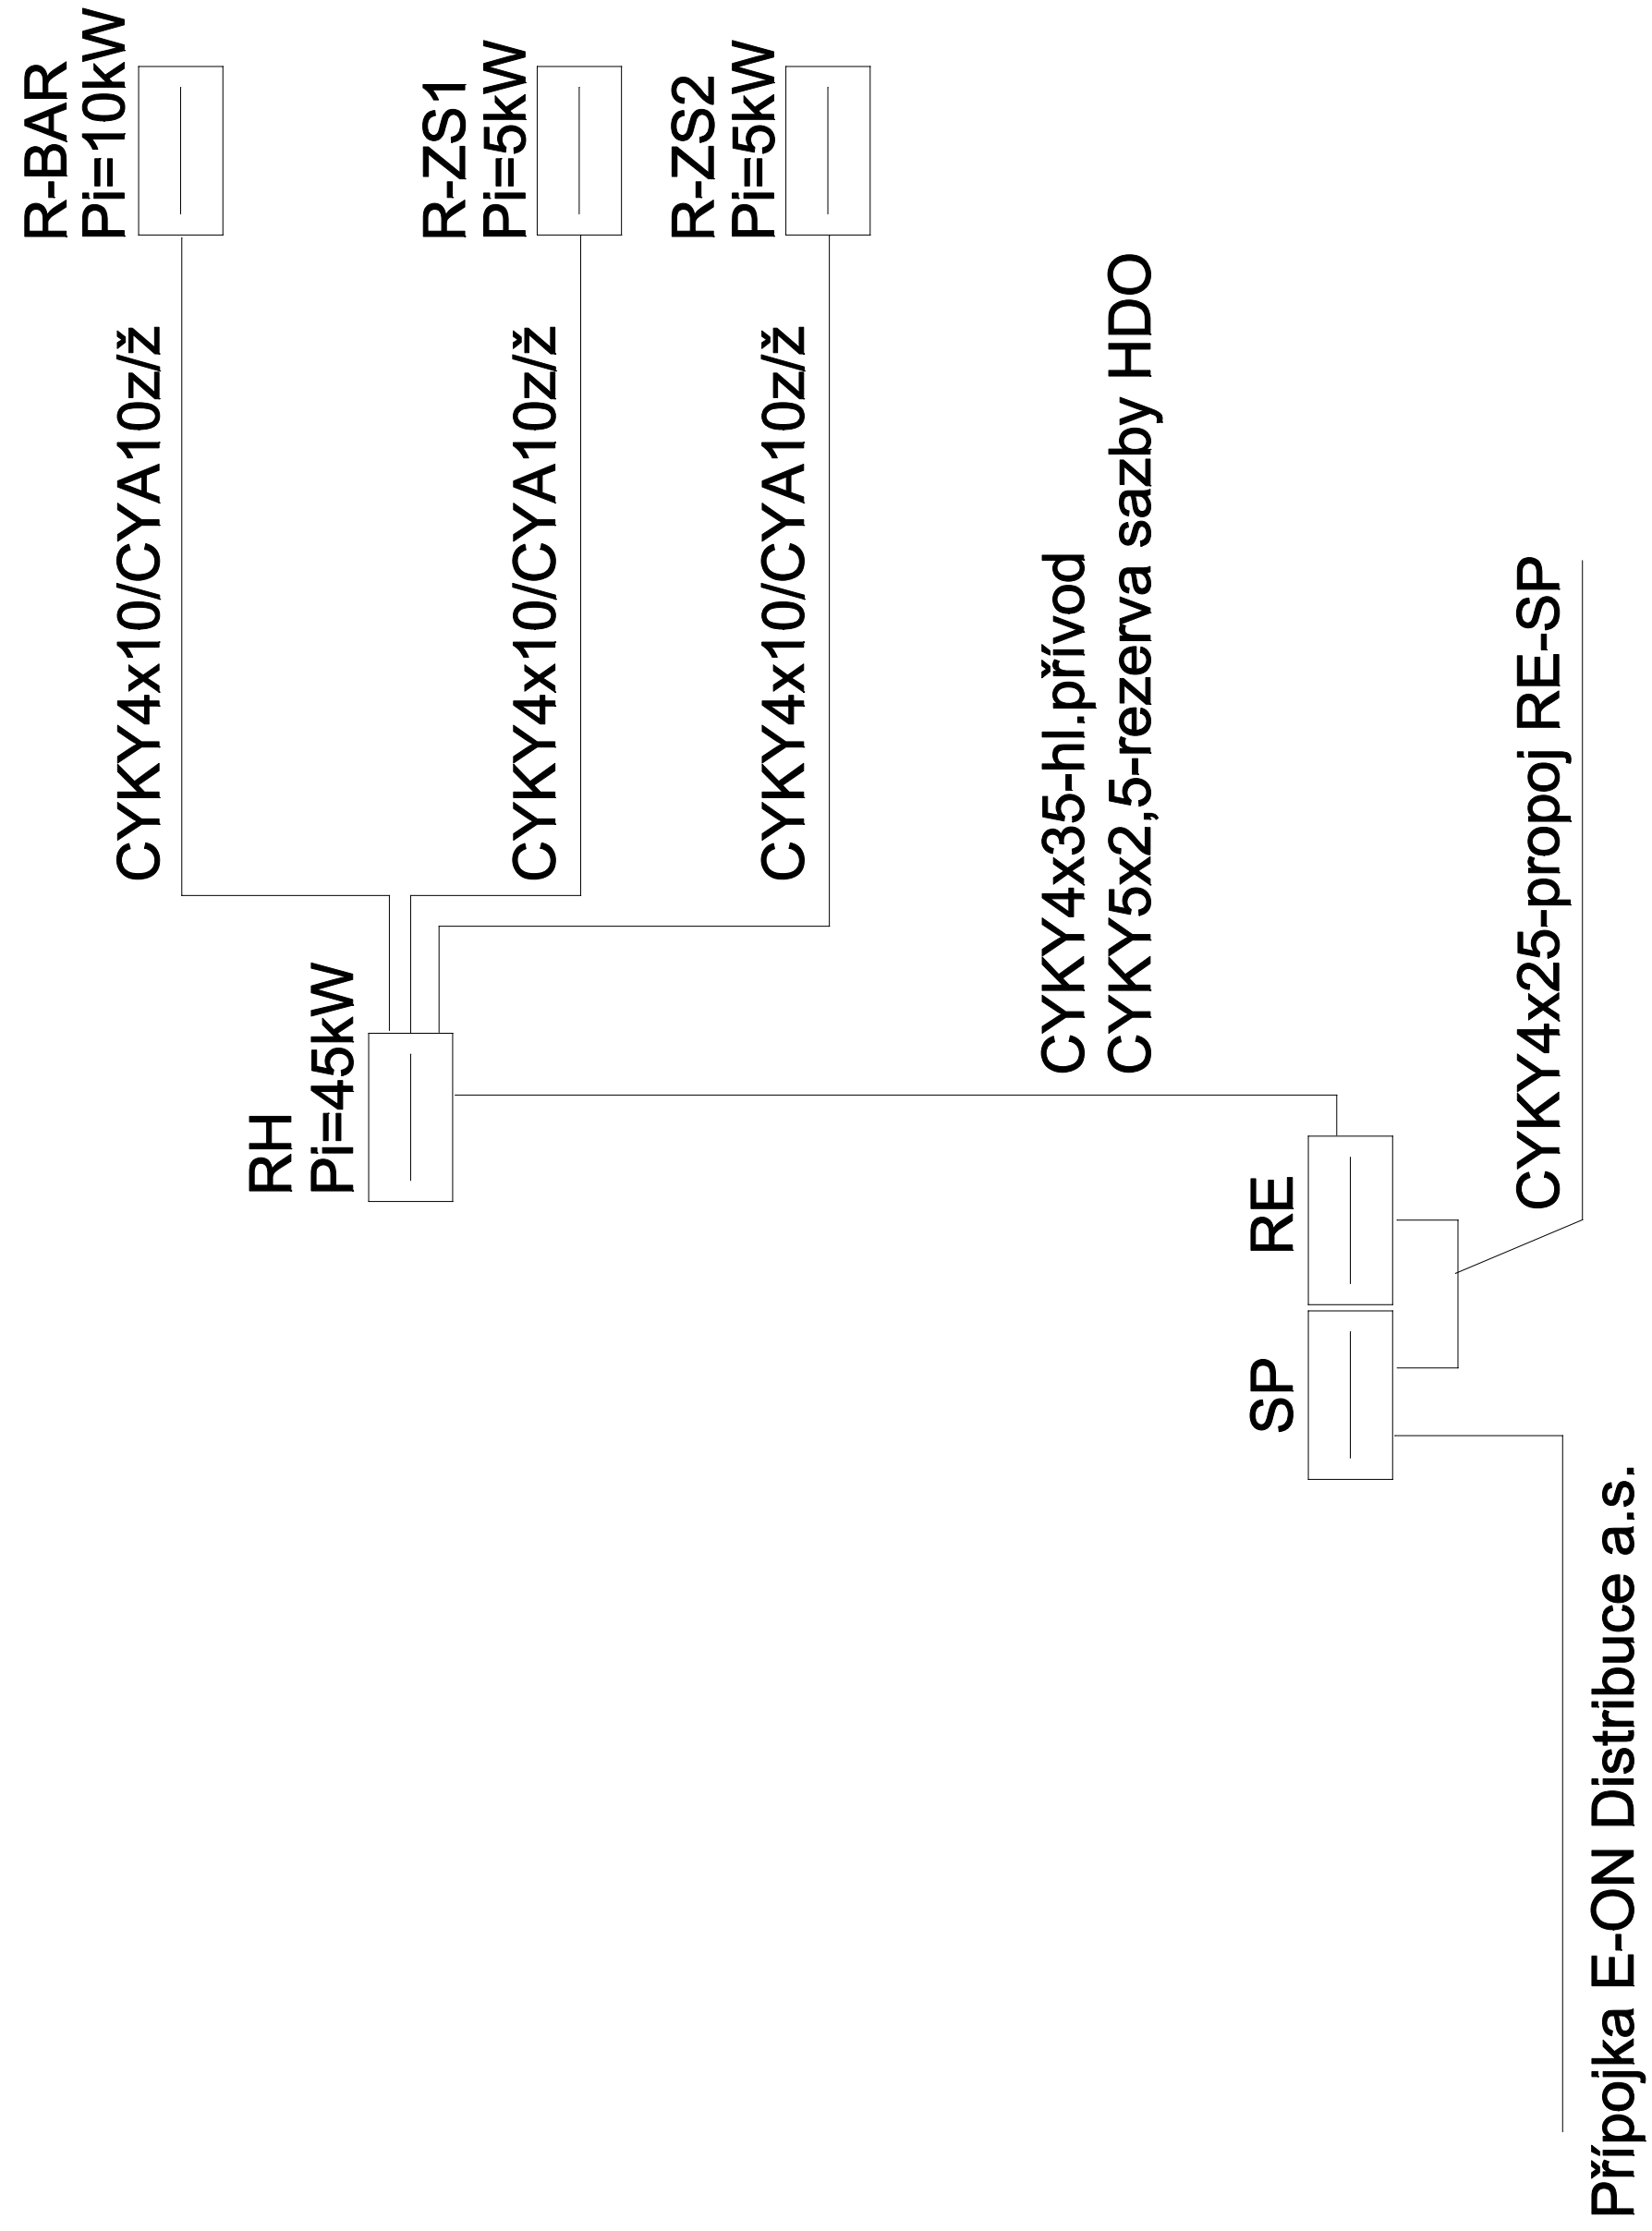 R-BAR
Pi=10kW
CYKY4x10/CYA10z/ž
RH
Pi=45kW
R-ZS1
Pi=5kW
CYKY4x10/CYA10z/ž
R-ZS2
Pi=5kW
CYKY4x10/CYA10z/ž
CYKY4x35-hl.přívod
CYKY5x2,5-rezerva sazby HDO
SP
RE
CYKY4x25-propoj RE-SP
Přípojka E-ON Distribuce a.s.